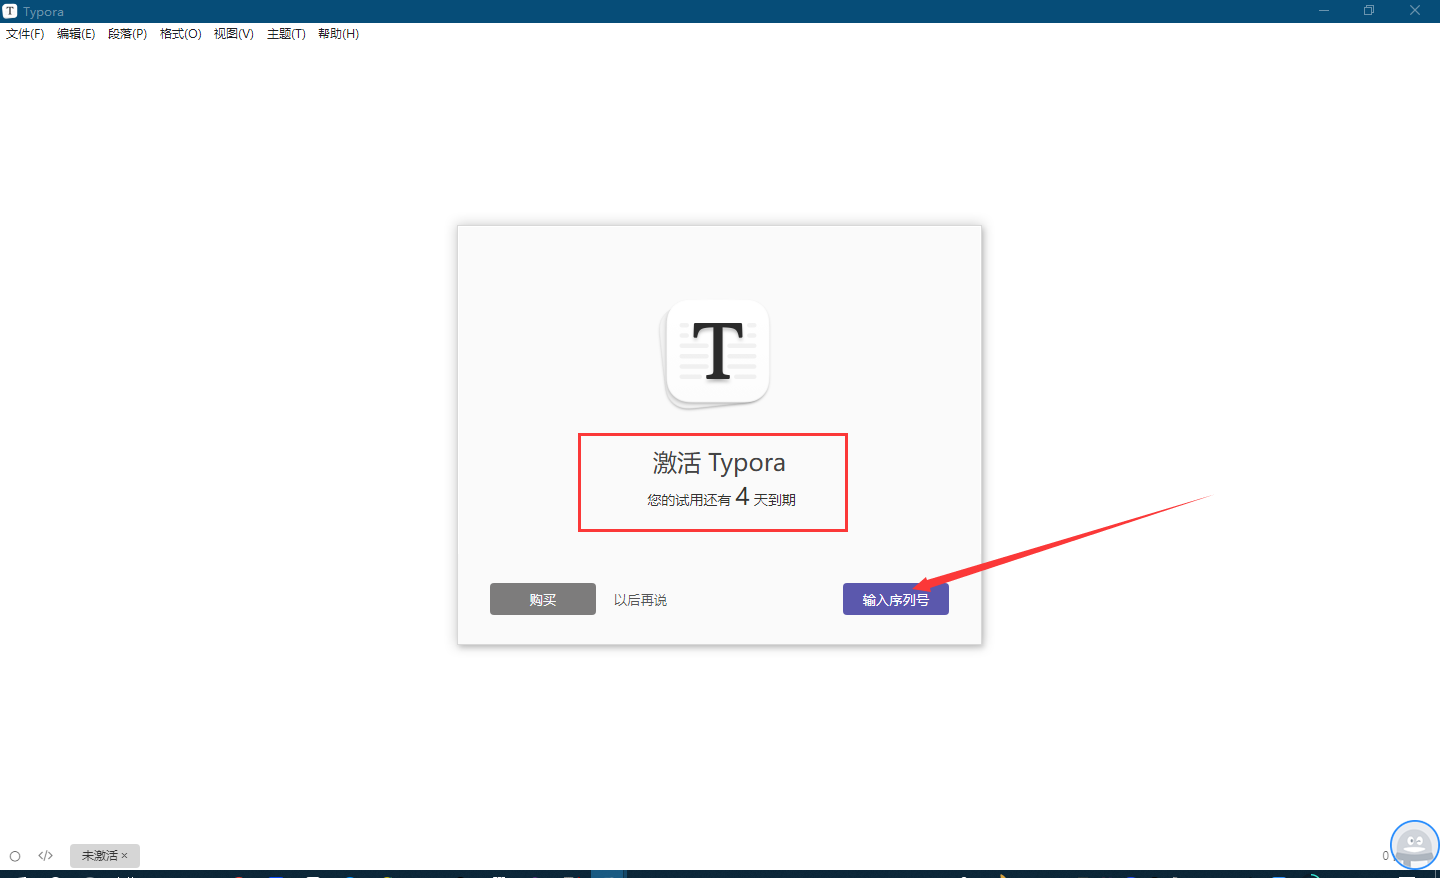 T Typora
文件(F) 编辑(E) 段落(P) 格式(O) 视图(V) 主题(T) 帮助(H)
T
激活 Typora
您的试用还有 4 天到期
购买 以后再说 输入序列号
</> 未激活 ×
0